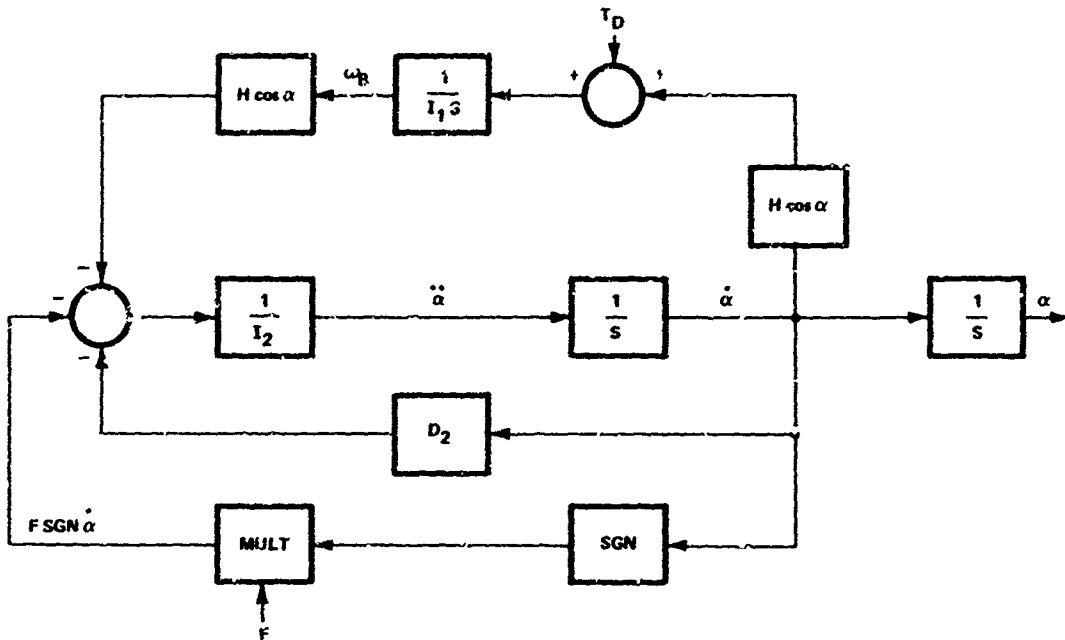 T_D
H cos α
ω_R
1
I_1 S
+
H cos α
−
−
−
1
I_2
α̈
1
S
α̇
1
S
α
D_2
F SGN α̇
MULT
SGN
F